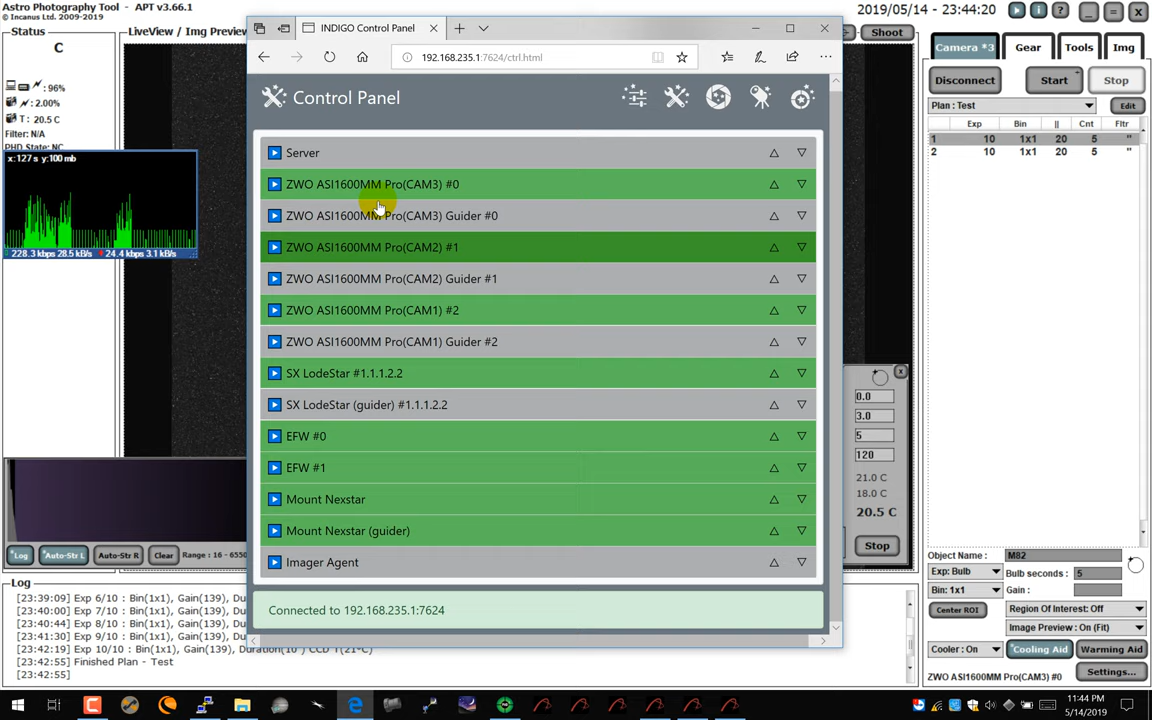 Astro Photography Tool - APT v3.66.1
© Incanus Ltd. 2009-2019
2019/05/14 - 23:44:20
Status
C
: 96%
: 2.00%
T : 20.5 C
Filter: N/A
PHD State: NC
x:127 s y:100 mb
228.3 kbps 28.5 kB/s
24.4 kbps 3.1 kB/s
LiveView / Img Preview
Shoot
INDIGO Control Panel
192.168.235.1:7624/ctrl.html
Control Panel
Server
ZWO ASI1600MM Pro(CAM3) #0
ZWO ASI1600MM Pro(CAM3) Guider #0
ZWO ASI1600MM Pro(CAM2) #1
ZWO ASI1600MM Pro(CAM2) Guider #1
ZWO ASI1600MM Pro(CAM1) #2
ZWO ASI1600MM Pro(CAM1) Guider #2
SX LodeStar #1.1.1.2.2
SX LodeStar (guider) #1.1.1.2.2
EFW #0
EFW #1
Mount Nexstar
Mount Nexstar (guider)
Imager Agent
Connected to 192.168.235.1:7624
0.0
3.0
5
120
21.0 C
18.0 C
20.5 C
Stop
Camera *3 Gear Tools Img
Disconnect Start Stop
Plan : Test Edit
Exp Bin || Cnt Fltr
1 10 1x1 20 5 "
2 10 1x1 20 5 "
Object Name : M82
Exp: Bulb Bulb seconds : 5
Bin: 1x1 Gain :
Center ROI Region Of Interest: Off
Image Preview : On (Fit)
Cooler : On *Cooling Aid Warming Aid
Settings...
ZWO ASI1600MM Pro(CAM3) #0
*Log *Auto-Str L Auto-Str R Clear Range : 16 - 6550
Log
[23:39:09] Exp 6/10 : Bin(1x1), Gain(139), Du
[23:40:00] Exp 7/10 : Bin(1x1), Gain(139), Du
[23:40:44] Exp 8/10 : Bin(1x1), Gain(139), Du
[23:41:30] Exp 9/10 : Bin(1x1), Gain(139), Du
[23:42:19] Exp 10/10 : Bin(1x1), Gain(139), Duration(10") CCD T(21°C)
[23:42:55] Finished Plan - Test
[23:42:55]
11:44 PM
5/14/2019